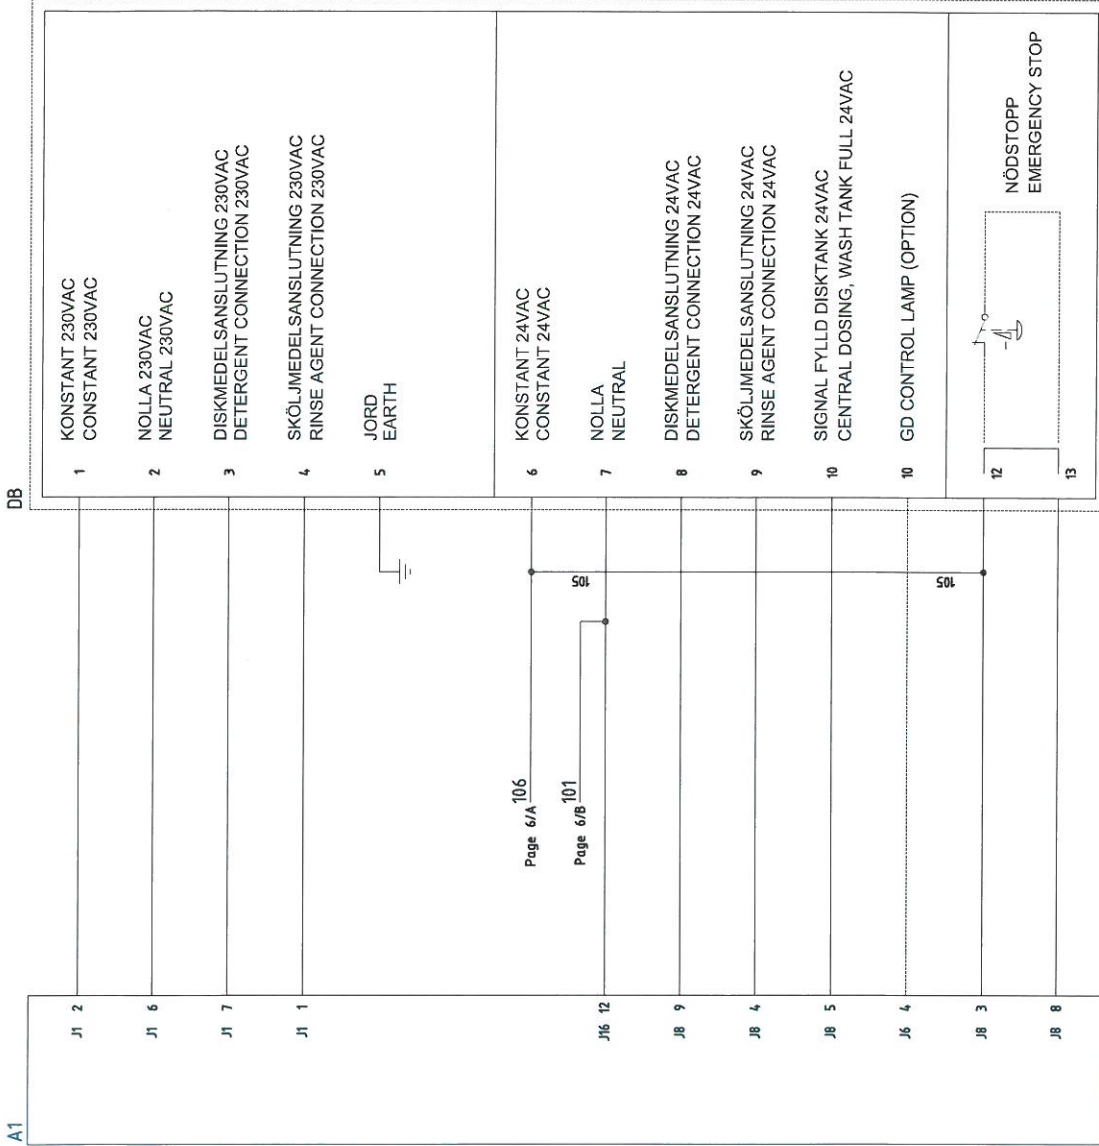 DB
1
KONSTANT 230VAC
CONSTANT 230VAC
2
NOLLA 230VAC
NEUTRAL 230VAC
3
DISKMEDELSANSLUTNING 230VAC
DETERGENT CONNECTION 230VAC
4
SKÖLJMEDELSANSLUTNING 230VAC
RINSE AGENT CONNECTION 230VAC
5
JORD
EARTH
6
KONSTANT 24VAC
CONSTANT 24VAC
7
NOLLA
NEUTRAL
8
DISKMEDELSANSLUTNING 24VAC
DETERGENT CONNECTION 24VAC
9
SKÖLJMEDELSANSLUTNING 24VAC
RINSE AGENT CONNECTION 24VAC
10
SIGNAL FYLLD DISKTANK 24VAC
CENTRAL DOSING, WASH TANK FULL 24VAC
10
GD CONTROL LAMP (OPTION)
12
13
NÖDSTOPP
EMERGENCY STOP
105
105
Page 6/A 106
Page 6/B 101
A1
J1 2
J1 6
J1 7
J1 1
J16 12
J8 9
J8 4
J8 5
J6 4
J8 3
J8 8